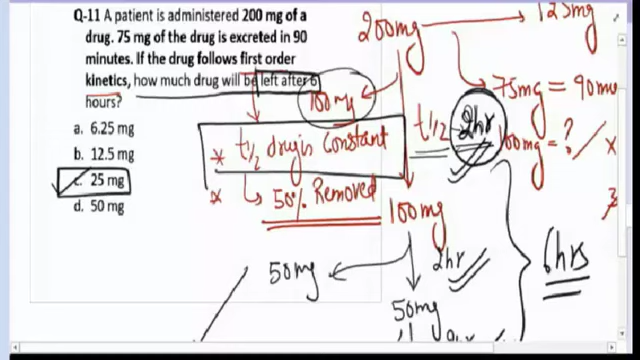 Q-11 A patient is administered 200 mg of a
drug. 75 mg of the drug is excreted in 90
minutes. If the drug follows first order
kinetics, how much drug will be left after 6
hours?
a. 6.25 mg
b. 12.5 mg
c. 25 mg
d. 50 mg
200mg
125mg
100mg
75mg = 90mu
t1/2
2hr
100mg = ? / x
* t1/2 drug is Constant
* 50% Removed
100mg
2hr
50mg
50mg
6hrs